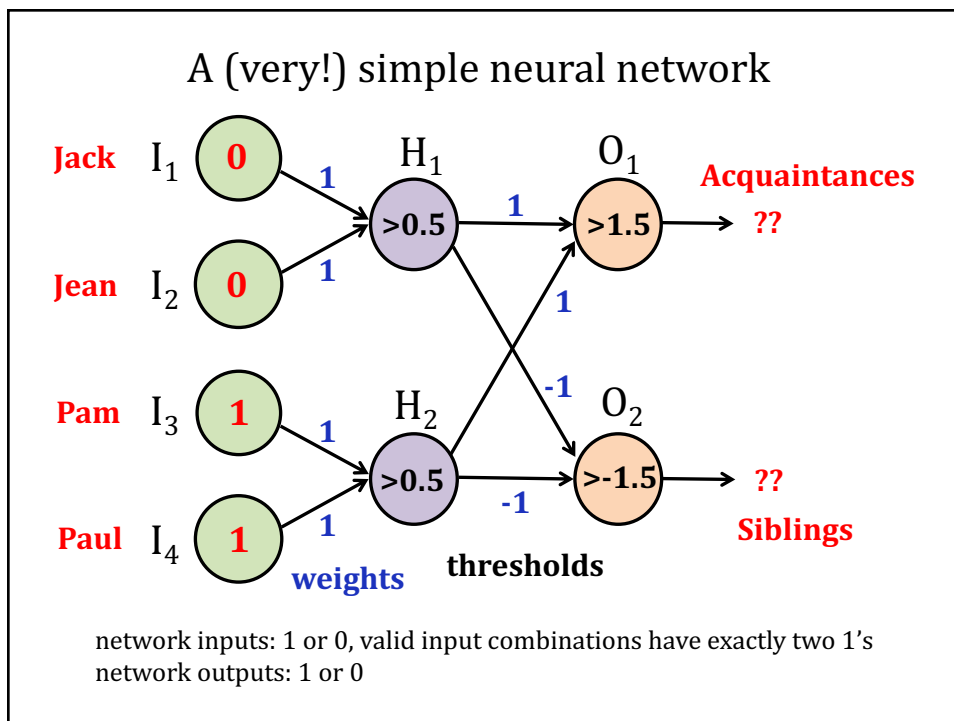 A (very!) simple neural network
Jack I₁ 0 1 H₁ O₁ Acquaintances
>0.5 1 >1.5 ??
Jean I₂ 0 1
1
-1
Pam I₃ 1 1 H₂ O₂
>0.5 -1 >-1.5 ??
Paul I₄ 1 1 Siblings
weights thresholds
network inputs: 1 or 0, valid input combinations have exactly two 1's
network outputs: 1 or 0